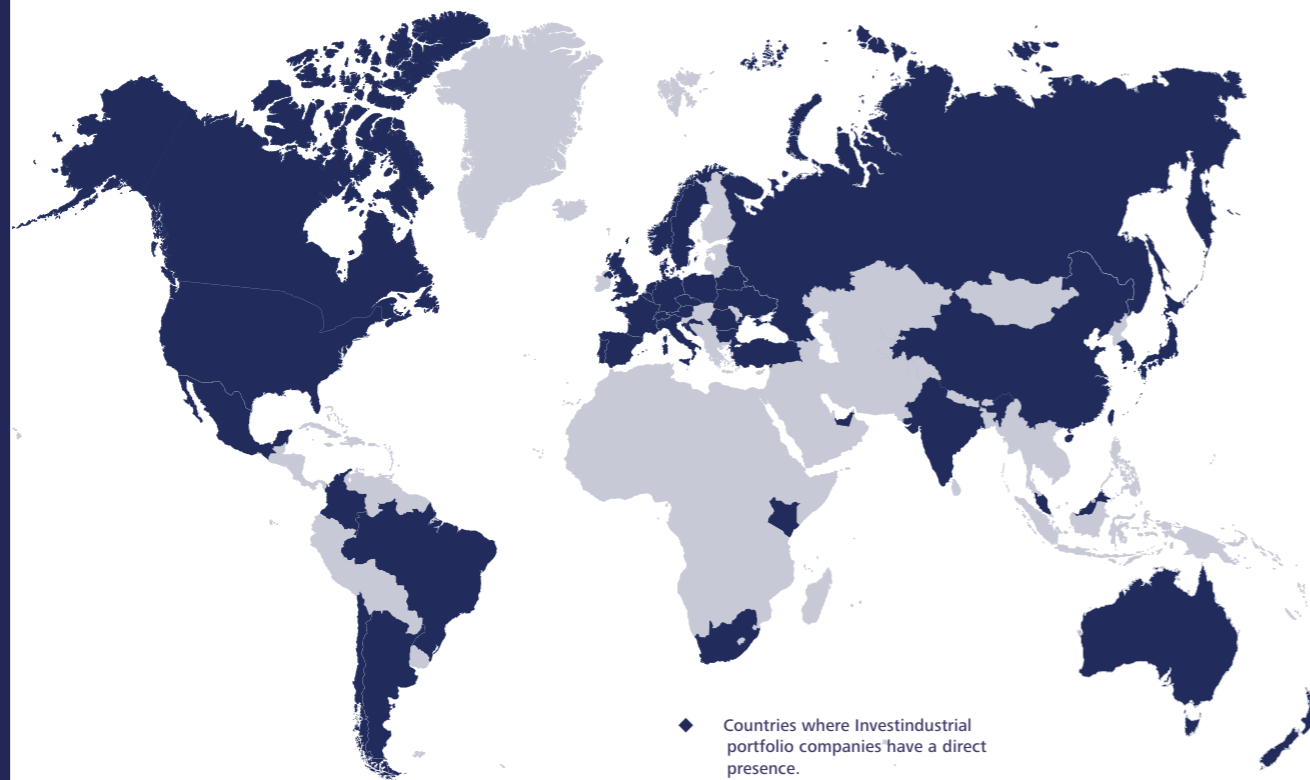 Countries where Investindustrial
portfolio companies have a direct
presence.